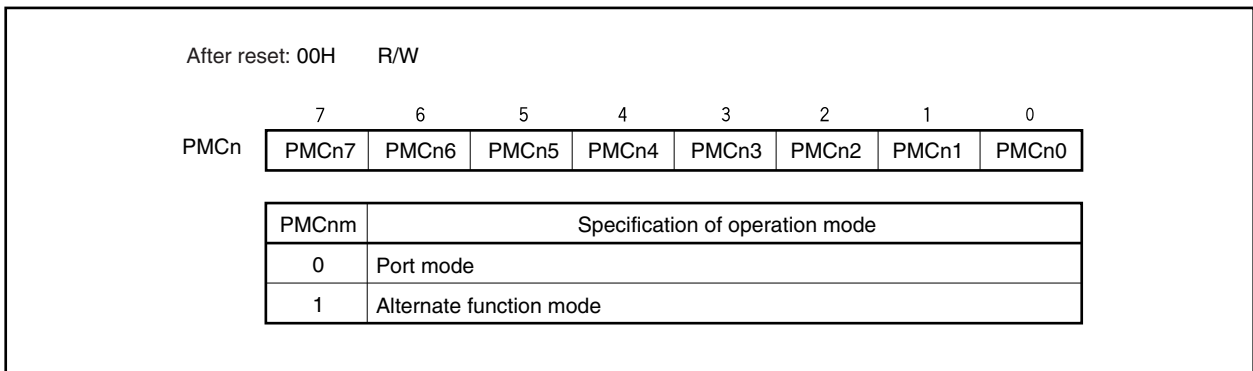 After reset: 00H R/W
7 6 5 4 3 2 1 0
PMCn PMCn7 PMCn6 PMCn5 PMCn4 PMCn3 PMCn2 PMCn1 PMCn0
PMCnm Specification of operation mode
0 Port mode
1 Alternate function mode